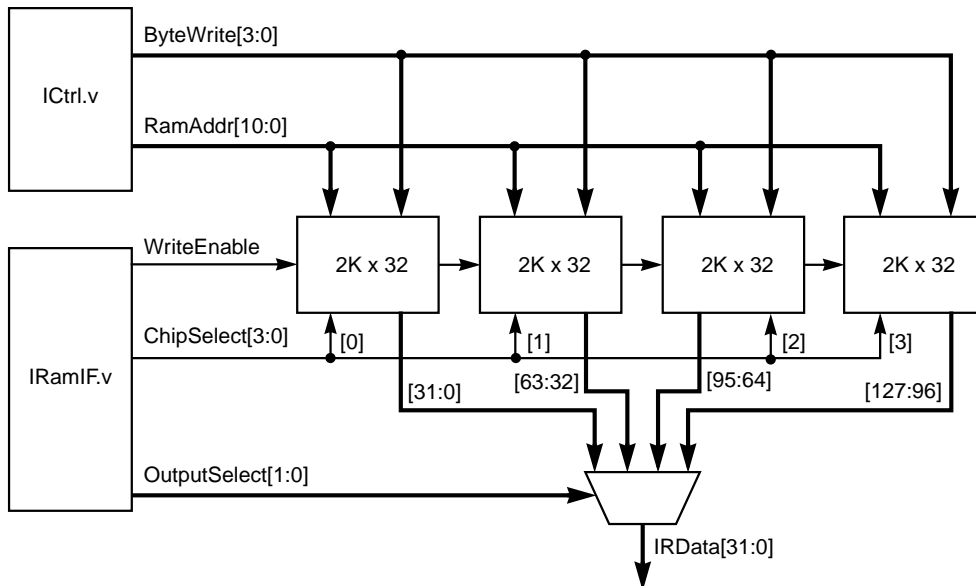 ByteWrite[3:0]
ICtrl.v
RamAddr[10:0]
WriteEnable
2K x 32
2K x 32
2K x 32
2K x 32
ChipSelect[3:0]
[0]
[1]
[2]
[3]
IRamIF.v
[31:0]
[63:32]
[95:64]
[127:96]
OutputSelect[1:0]
IRData[31:0]